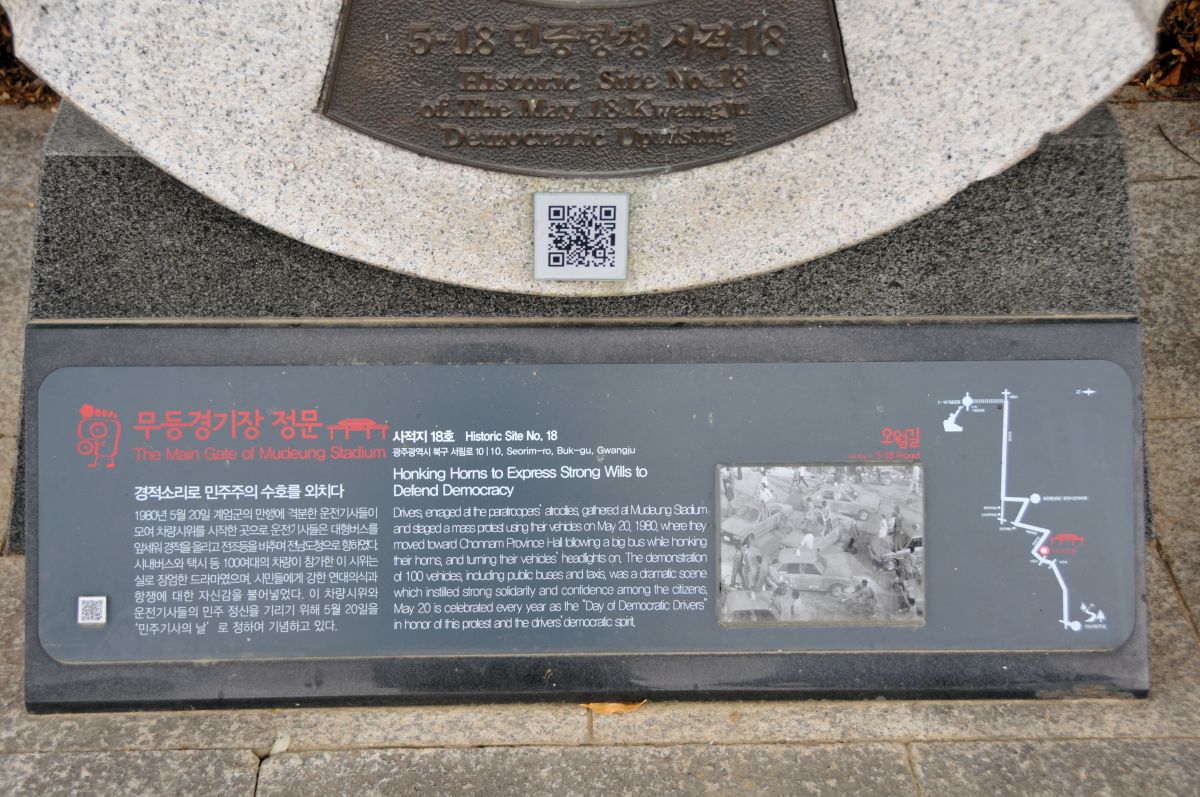 5·18 민중항쟁 사적 18
Historic Site No. 18
of The May 18 Kwangju
Democratic Uprising
무등경기장 정문
The Main Gate of Mudeung Stadium
경적소리로 민주주의 수호를 외치다
1980년 5월 20일 계엄군의 만행에 격분한 운전기사들이
모여 차량시위를 시작한 곳으로 운전기사들은 대형버스를
앞세워 경적을 울리고 전조등을 비추며 전남도청으로 향하였다.
시내버스와 택시 등 100여대의 차량이 참가한 이 시위는
실로 장엄한 드라마였으며, 시민들에게 강한 연대의식과
항쟁에 대한 자신감을 불어넣었다. 이 차량시위와
운전기사들의 민주 정신을 기리기 위해 5월 20일을
‘민주기사의 날’로 정하여 기념하고 있다.
사적지 18호 Historic Site No. 18
광주광역시 북구 서림로 10 | 10, Seorim-ro, Buk-gu, Gwangju
Honking Horns to Express Strong Wills to
Defend Democracy
Drivers, enraged at the paratroopers' atrocities, gathered at Mudeung Stadium
and staged a mass protest using their vehicles on May 20, 1980, where they
moved toward Chonnam Province Hall following a big bus while honking
their horns, and turning their vehicles' headlights on. The demonstration
of 100 vehicles, including public buses and taxis, was a dramatic scene
which instilled strong solidarity and confidence among the citizens.
May 20 is celebrated every year as the "Day of Democratic Drivers"
in honor of this protest and the drivers' democratic spirit.
오월길
5·18 Road